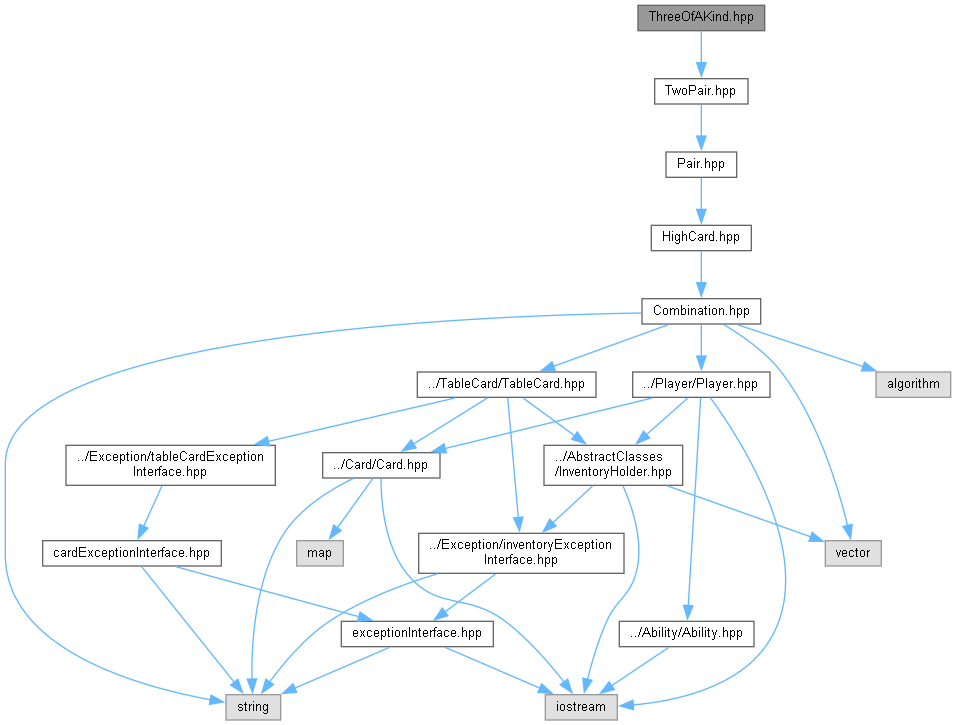 ThreeOfAKind.hpp
TwoPair.hpp
Pair.hpp
HighCard.hpp
Combination.hpp
../TableCard/TableCard.hpp
../Player/Player.hpp
algorithm
../Exception/tableCardException
Interface.hpp
../Card/Card.hpp
../AbstractClasses
/InventoryHolder.hpp
cardExceptionInterface.hpp
map
../Exception/inventoryException
Interface.hpp
vector
exceptionInterface.hpp
../Ability/Ability.hpp
string
iostream